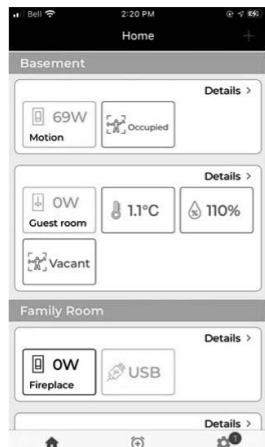 Bell 2:20 PM
Home
Basement
Details >
69W
Motion
Occupied
Details >
0W
Guest room
1.1°C
110%
Vacant
Family Room
Details >
0W
Fireplace
USB
Details >
1